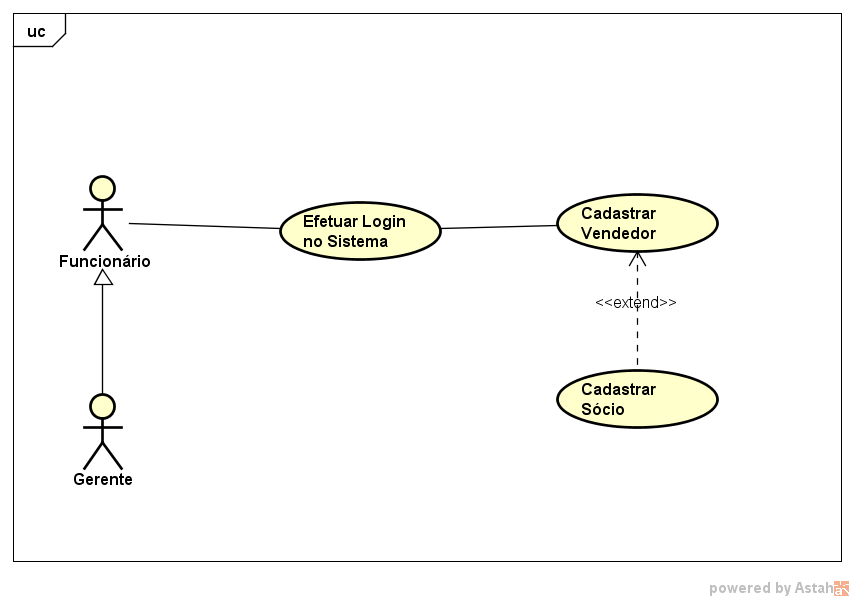 uc
Funcionário
Efetuar Login
no Sistema
Cadastrar
Vendedor
<<extend>>
Cadastrar
Sócio
Gerente
powered by Astah